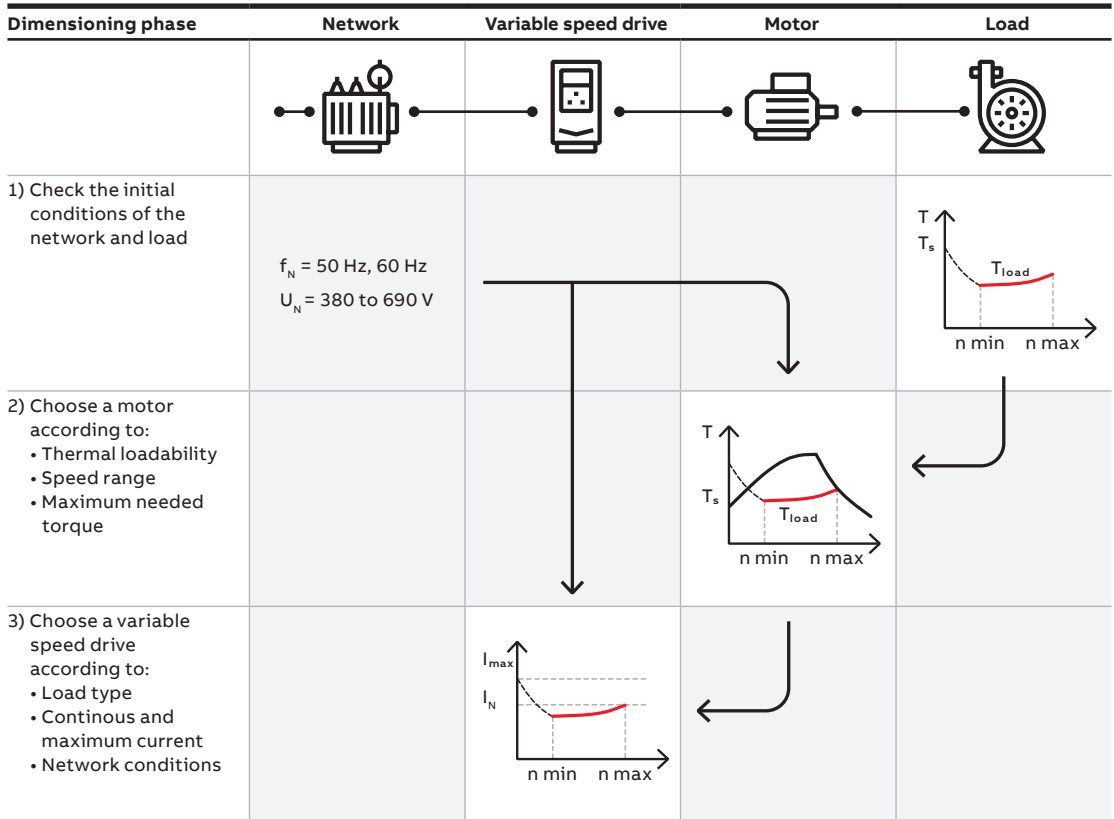 Dimensioning phase Network Variable speed drive Motor Load
1) Check the initial
conditions of the
network and load
f_N = 50 Hz, 60 Hz
U_N = 380 to 690 V
T
T_s
T_load
n min n max
2) Choose a motor
according to:
• Thermal loadability
• Speed range
• Maximum needed
torque
T
T_s
T_load
n min n max
3) Choose a variable
speed drive
according to:
• Load type
• Continous and
maximum current
• Network conditions
I_max
I_N
n min n max